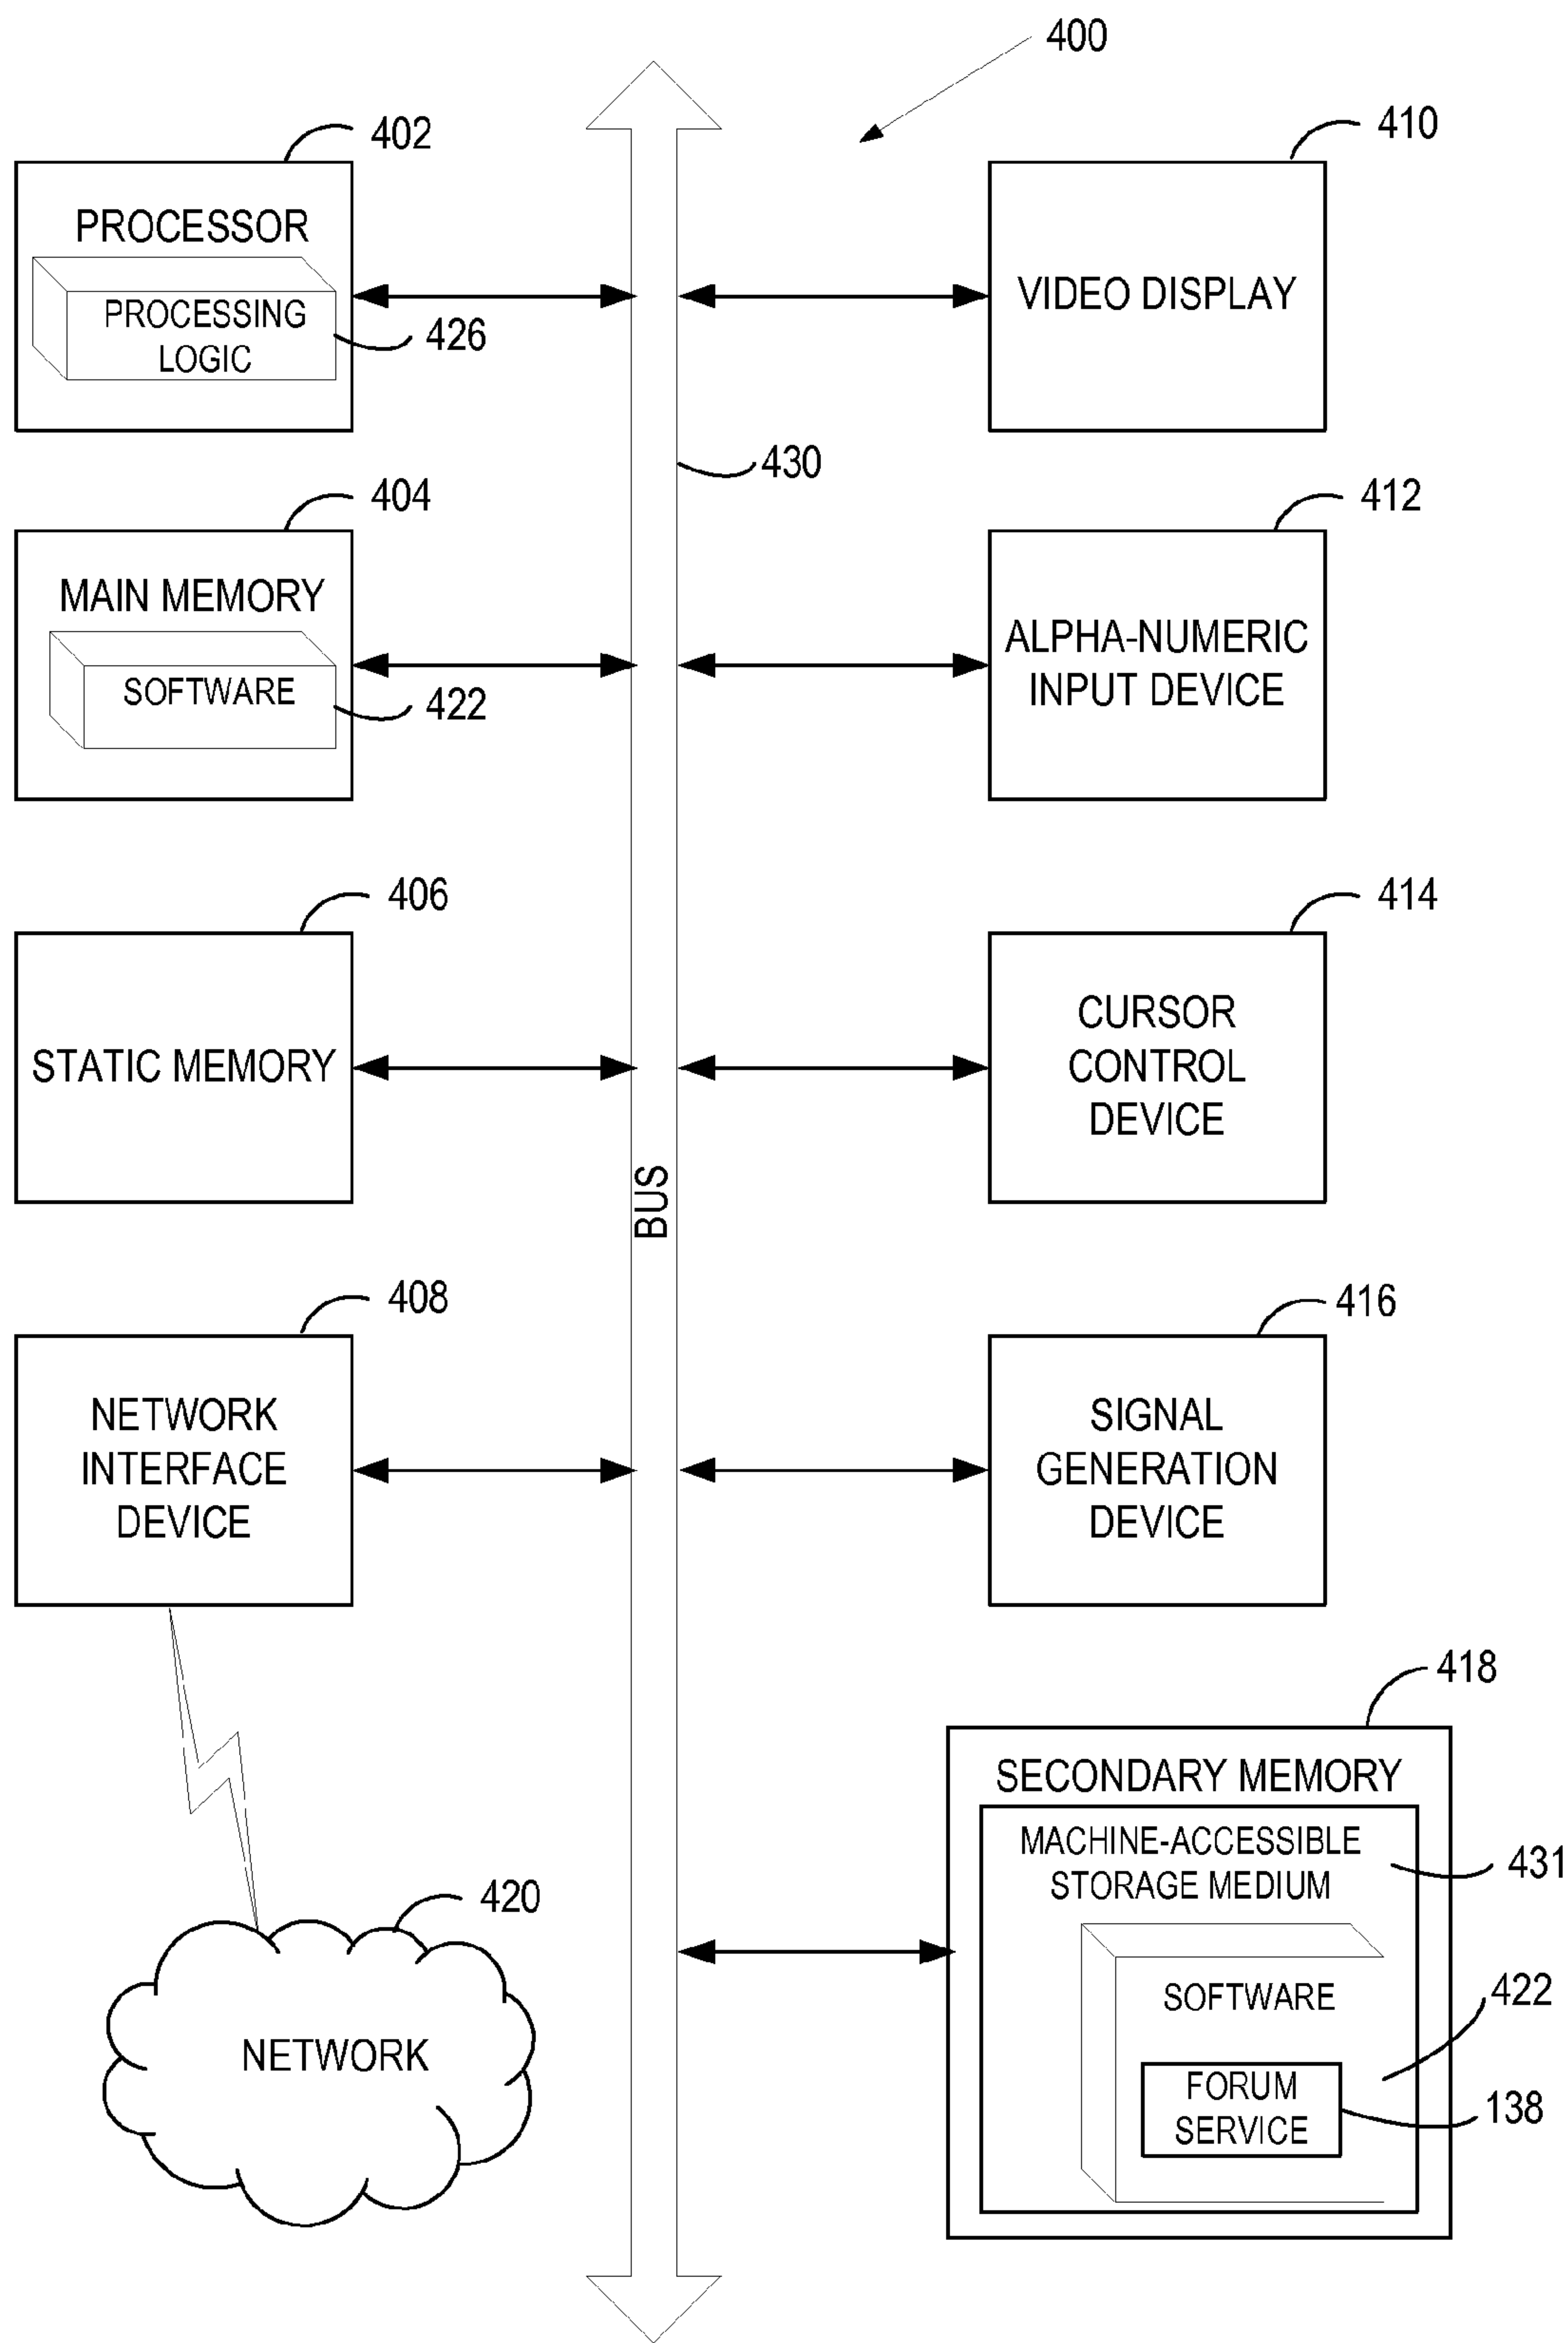 400
402
PROCESSOR
PROCESSING
LOGIC
426
410
VIDEO DISPLAY
430
404
MAIN MEMORY
SOFTWARE
422
412
ALPHA-NUMERIC
INPUT DEVICE
406
STATIC MEMORY
414
CURSOR
CONTROL
DEVICE
BUS
408
NETWORK
INTERFACE
DEVICE
416
SIGNAL
GENERATION
DEVICE
418
SECONDARY MEMORY
MACHINE-ACCESSIBLE
STORAGE MEDIUM
431
SOFTWARE
422
FORUM
SERVICE
138
420
NETWORK